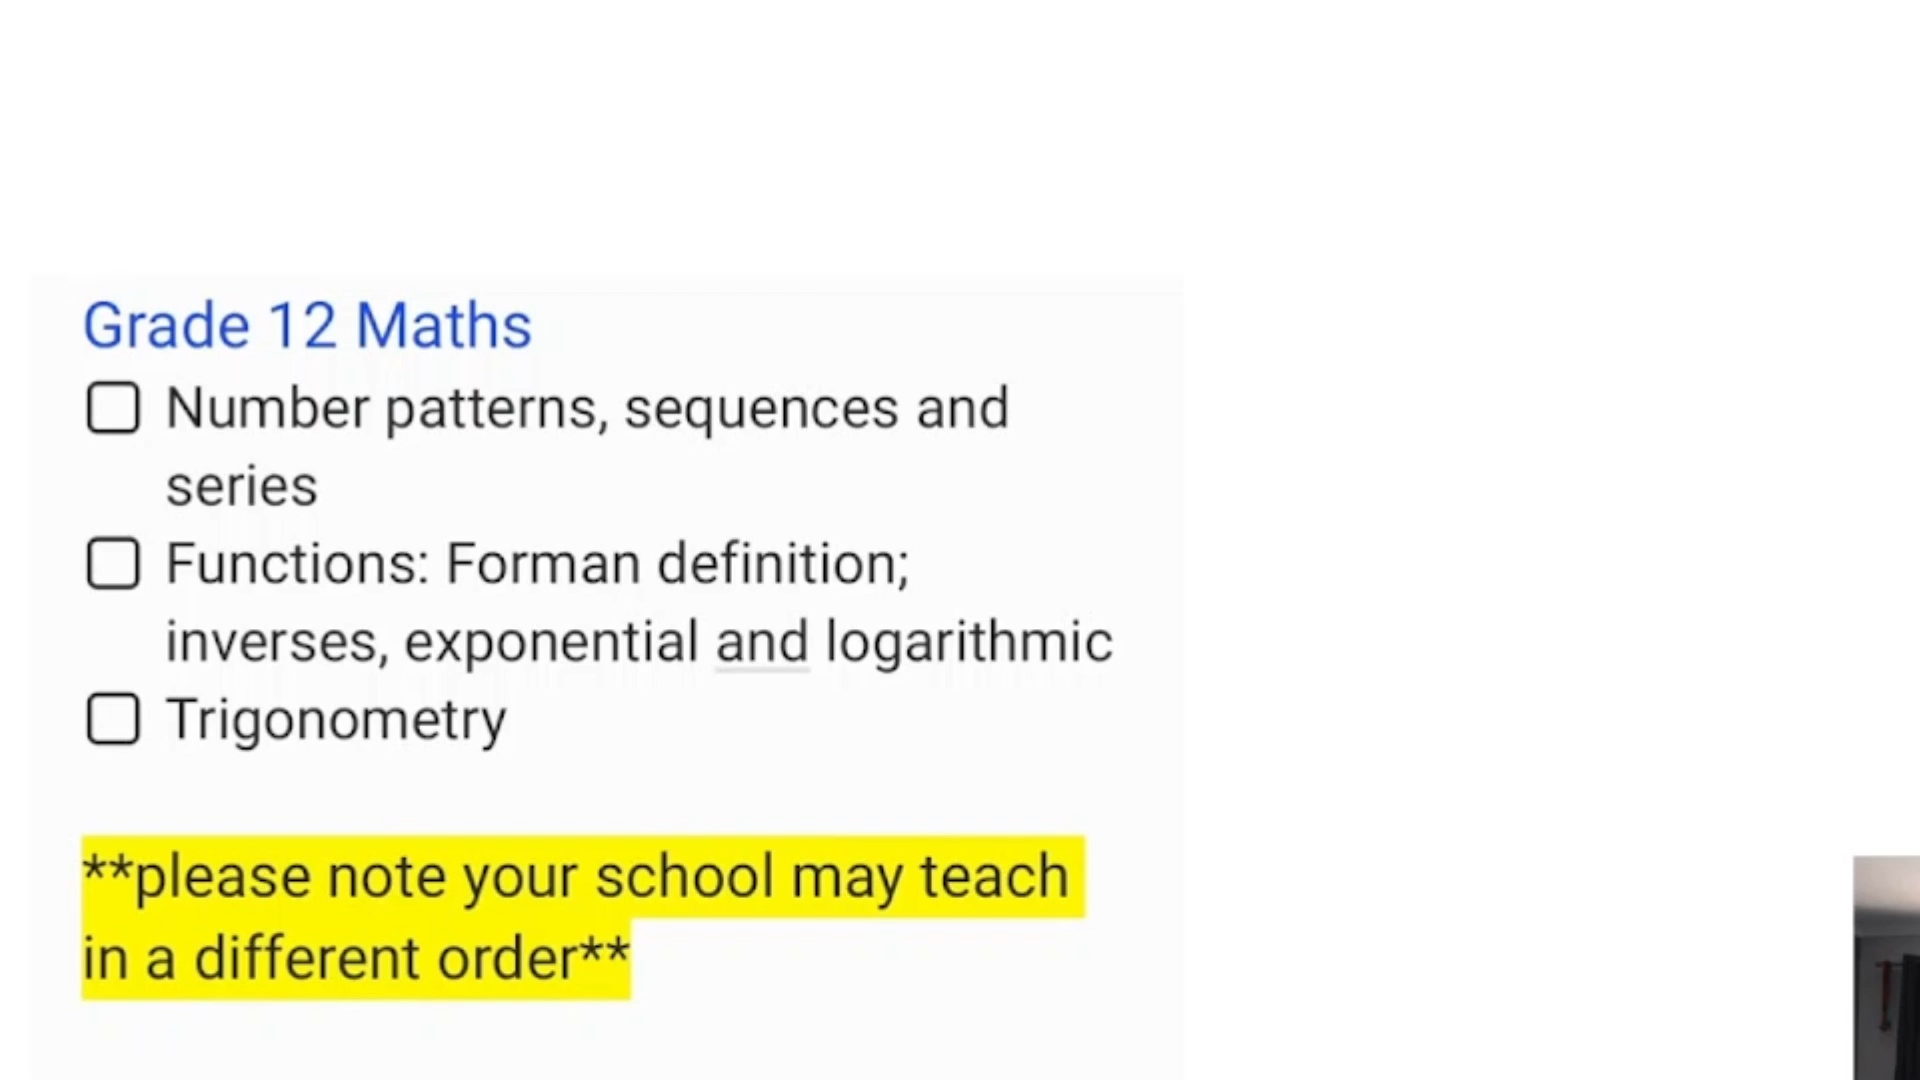 Grade 12 Maths
Number patterns, sequences and
series
Functions: Forman definition;
inverses, exponential and logarithmic
Trigonometry
**please note your school may teach
in a different order**